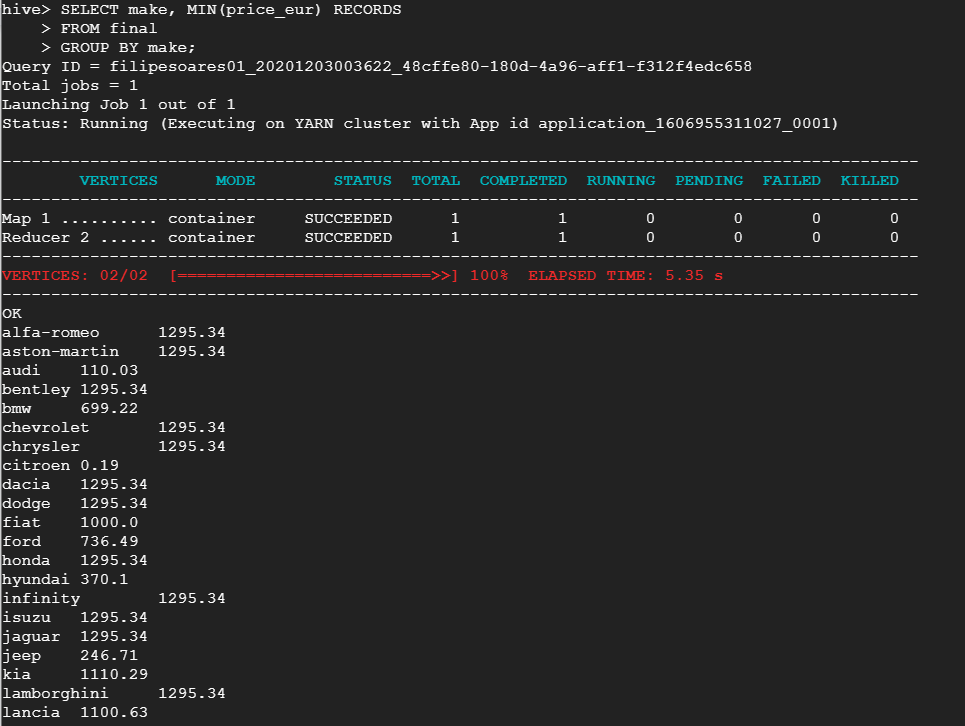 hive> SELECT make, MIN(price_eur) RECORDS
    > FROM final
    > GROUP BY make;
Query ID = filipesoares01_20201203003622_48cffe80-180d-4a96-aff1-f312f4edc658
Total jobs = 1
Launching Job 1 out of 1
Status: Running (Executing on YARN cluster with App id application_1606955311027_0001)
----------------------------------------------------------------------------------------------
        VERTICES      MODE        STATUS  TOTAL  COMPLETED  RUNNING  PENDING  FAILED  KILLED
----------------------------------------------------------------------------------------------
Map 1 .......... container     SUCCEEDED      1          1        0        0       0       0
Reducer 2 ...... container     SUCCEEDED      1          1        0        0       0       0
----------------------------------------------------------------------------------------------
VERTICES: 02/02  [==========================>>] 100%  ELAPSED TIME: 5.35 s
----------------------------------------------------------------------------------------------
OK
alfa-romeo      1295.34
aston-martin    1295.34
audi    110.03
bentley 1295.34
bmw     699.22
chevrolet       1295.34
chrysler        1295.34
citroen 0.19
dacia   1295.34
dodge   1295.34
fiat    1000.0
ford    736.49
honda   1295.34
hyundai 370.1
infinity        1295.34
isuzu   1295.34
jaguar  1295.34
jeep    246.71
kia     1110.29
lamborghini     1295.34
lancia  1100.63